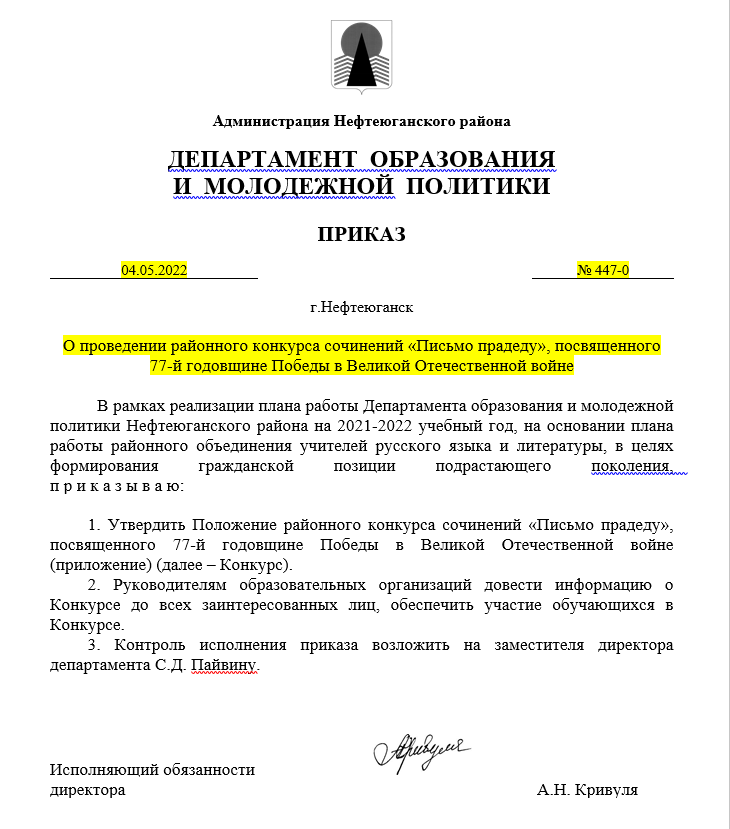 Администрация Нефтеюганского района
ДЕПАРТАМЕНТ ОБРАЗОВАНИЯ
И МОЛОДЕЖНОЙ ПОЛИТИКИ
ПРИКАЗ
04.05.2022 № 447-0
г.Нефтеюганск
О проведении районного конкурса сочинений «Письмо прадеду», посвященного
77-й годовщине Победы в Великой Отечественной войне
В рамках реализации плана работы Департамента образования и молодежной
политики Нефтеюганского района на 2021-2022 учебный год, на основании плана
работы районного объединения учителей русского языка и литературы, в целях
формирования гражданской позиции подрастающего поколения,
п р и к а з ы в а ю:
1. Утвердить Положение районного конкурса сочинений «Письмо прадеду»,
посвященного 77-й годовщине Победы в Великой Отечественной войне
(приложение) (далее – Конкурс).
2. Руководителям образовательных организаций довести информацию о
Конкурсе до всех заинтересованных лиц, обеспечить участие обучающихся в
Конкурсе.
3. Контроль исполнения приказа возложить на заместителя директора
департамента С.Д. Пайвину.
Кривуля
Исполняющий обязанности
директора А.Н. Кривуля